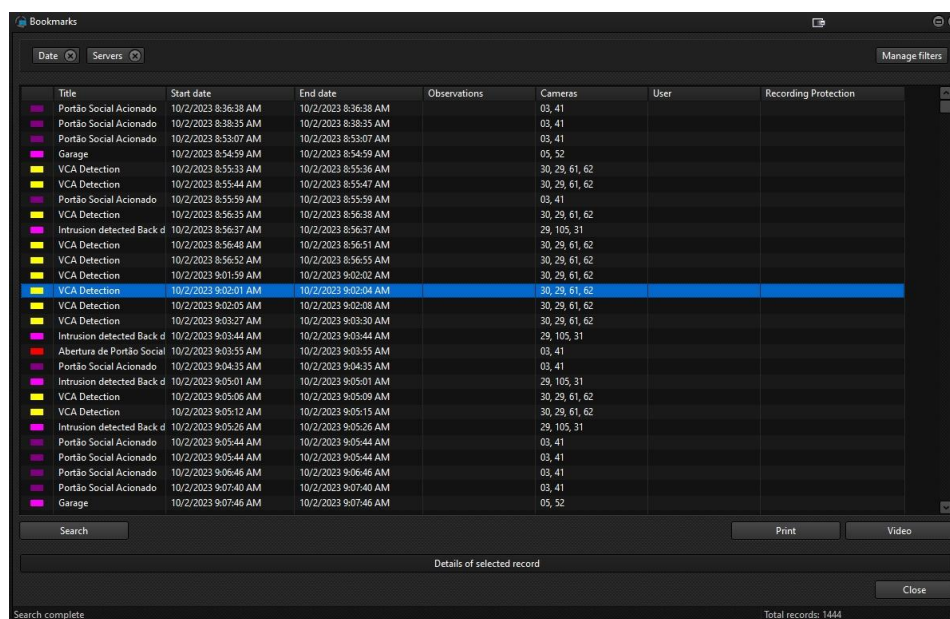 Bookmarks
Date Servers Manage filters
Title Start date End date Observations Cameras User Recording Protection
Portão Social Acionado 10/2/2023 8:36:38 AM 10/2/2023 8:36:38 AM 03, 41
Portão Social Acionado 10/2/2023 8:38:35 AM 10/2/2023 8:38:35 AM 03, 41
Portão Social Acionado 10/2/2023 8:53:07 AM 10/2/2023 8:53:07 AM 03, 41
Garage 10/2/2023 8:54:59 AM 10/2/2023 8:54:59 AM 05, 52
VCA Detection 10/2/2023 8:55:33 AM 10/2/2023 8:55:36 AM 30, 29, 61, 62
VCA Detection 10/2/2023 8:55:44 AM 10/2/2023 8:55:47 AM 30, 29, 61, 62
Portão Social Acionado 10/2/2023 8:55:59 AM 10/2/2023 8:55:59 AM 03, 41
VCA Detection 10/2/2023 8:56:35 AM 10/2/2023 8:56:38 AM 30, 29, 61, 62
Intrusion detected Back d 10/2/2023 8:56:37 AM 10/2/2023 8:56:37 AM 29, 105, 31
VCA Detection 10/2/2023 8:56:48 AM 10/2/2023 8:56:51 AM 30, 29, 61, 62
VCA Detection 10/2/2023 8:56:52 AM 10/2/2023 8:56:55 AM 30, 29, 61, 62
VCA Detection 10/2/2023 9:01:59 AM 10/2/2023 9:02:02 AM 30, 29, 61, 62
VCA Detection 10/2/2023 9:02:01 AM 10/2/2023 9:02:04 AM 30, 29, 61, 62
VCA Detection 10/2/2023 9:02:05 AM 10/2/2023 9:02:08 AM 30, 29, 61, 62
VCA Detection 10/2/2023 9:03:27 AM 10/2/2023 9:03:30 AM 30, 29, 61, 62
Intrusion detected Back d 10/2/2023 9:03:44 AM 10/2/2023 9:03:44 AM 29, 105, 31
Abertura de Portão Social 10/2/2023 9:03:55 AM 10/2/2023 9:03:55 AM 03, 41
Portão Social Acionado 10/2/2023 9:04:35 AM 10/2/2023 9:04:35 AM 03, 41
Intrusion detected Back d 10/2/2023 9:05:01 AM 10/2/2023 9:05:01 AM 29, 105, 31
VCA Detection 10/2/2023 9:05:06 AM 10/2/2023 9:05:09 AM 30, 29, 61, 62
VCA Detection 10/2/2023 9:05:12 AM 10/2/2023 9:05:15 AM 30, 29, 61, 62
Intrusion detected Back d 10/2/2023 9:05:26 AM 10/2/2023 9:05:26 AM 29, 105, 31
Portão Social Acionado 10/2/2023 9:05:44 AM 10/2/2023 9:05:44 AM 03, 41
Portão Social Acionado 10/2/2023 9:05:44 AM 10/2/2023 9:05:44 AM 03, 41
Portão Social Acionado 10/2/2023 9:06:46 AM 10/2/2023 9:06:46 AM 03, 41
Portão Social Acionado 10/2/2023 9:07:40 AM 10/2/2023 9:07:40 AM 03, 41
Garage 10/2/2023 9:07:46 AM 10/2/2023 9:07:46 AM 05, 52
Search Print Video
Details of selected record
Close
Search complete Total records: 1444